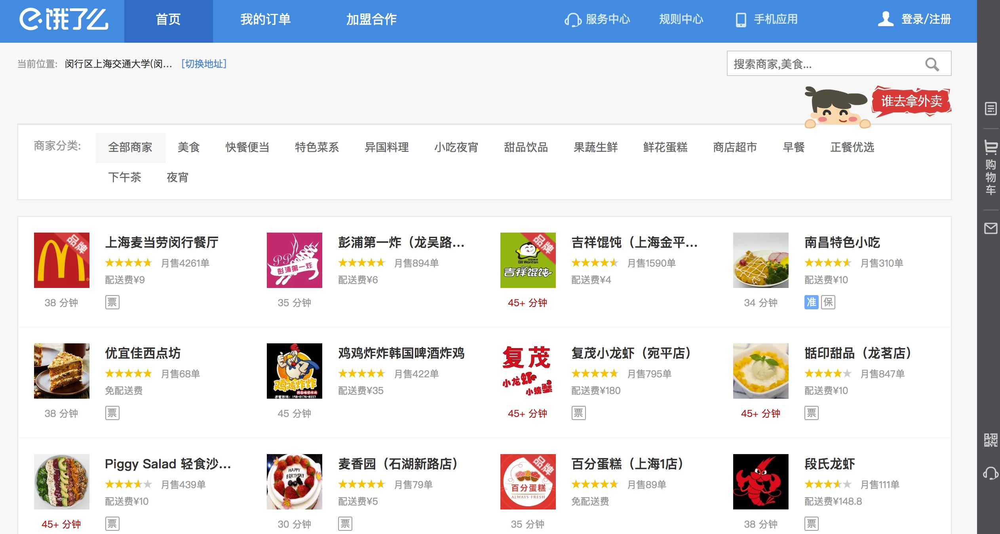 饿了么 首页 我的订单 加盟合作 服务中心 规则中心 手机应用 登录/注册
当前位置: 闵行区上海交通大学(闵... [切换地址] 搜索商家,美食...
谁去拿外卖
商家分类: 全部商家 美食 快餐便当 特色菜系 异国料理 小吃夜宵 甜品饮品 果蔬生鲜 鲜花蛋糕 商店超市 早餐 正餐优选
下午茶 夜宵
购物车
品牌
上海麦当劳闵行餐厅
月售4261单
配送费¥9
38 分钟 票
PP
彭浦第一炸
彭浦第一炸（龙吴路...
月售894单
配送费¥6
35 分钟
品牌
Gll Wonton
吉祥馄饨
吉祥馄饨（上海金平...
月售1590单
配送费¥4
45+ 分钟
南昌特色小吃
月售310单
配送费¥10
34 分钟 准 保
优宜佳西点坊
月售68单
免配送费
38 分钟 票
鸡鸡炸炸
韩国啤酒炸鸡
鸡鸡炸炸韩国啤酒炸鸡
月售422单
配送费¥35
45 分钟
复茂
小龙虾
小螃蟹
复茂小龙虾（宛平店）
月售795单
配送费¥180
45+ 分钟 票
甛印甜品（龙茗店）
月售847单
配送费¥10
45+ 分钟 票
Piggy Salad 轻食沙...
月售439单
配送费¥10
45+ 分钟 票
HAPPY
BIRTHDAY
麦香园（石湖新路店）
月售79单
配送费¥5
30 分钟 票
品牌
百分蛋糕
ALWAYS FRESH
百分蛋糕（上海1店）
月售89单
免配送费
35 分钟
段氏龙虾
月售111单
配送费¥148.8
38 分钟 票